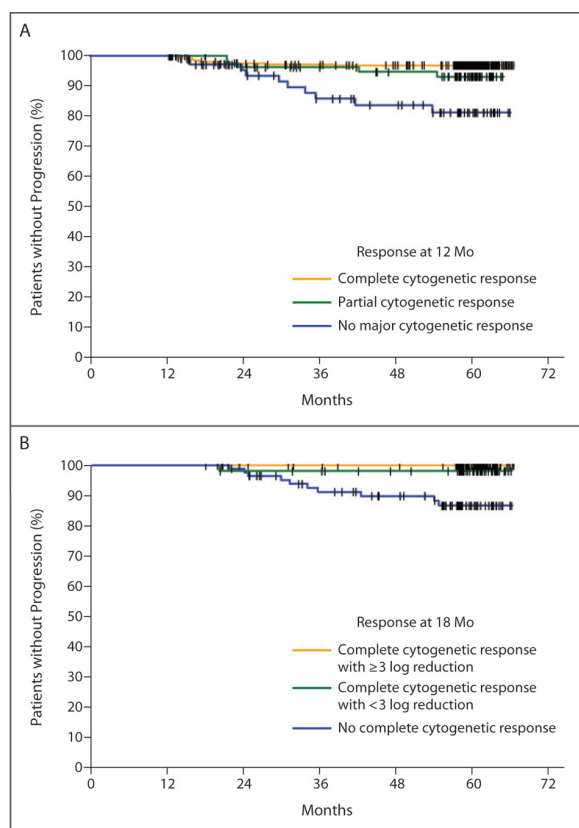 A
Patients without Progression (%)
100
90
80
70
60
50
40
30
20
100
0
Response at 12 Mo
Complete cytogenetic response
Partial cytogenetic response
No major cytogenetic response
0 12 24 36 48 60 72
Months
B
Patients without Progression (%)
100
90
80
70
60
50
40
30
20
10
0
Response at 18 Mo
Complete cytogenetic response
with ≥3 log reduction
Complete cytogenetic response
with <3 log reduction
No complete cytogenetic response
0 12 24 36 48 60 72
Months